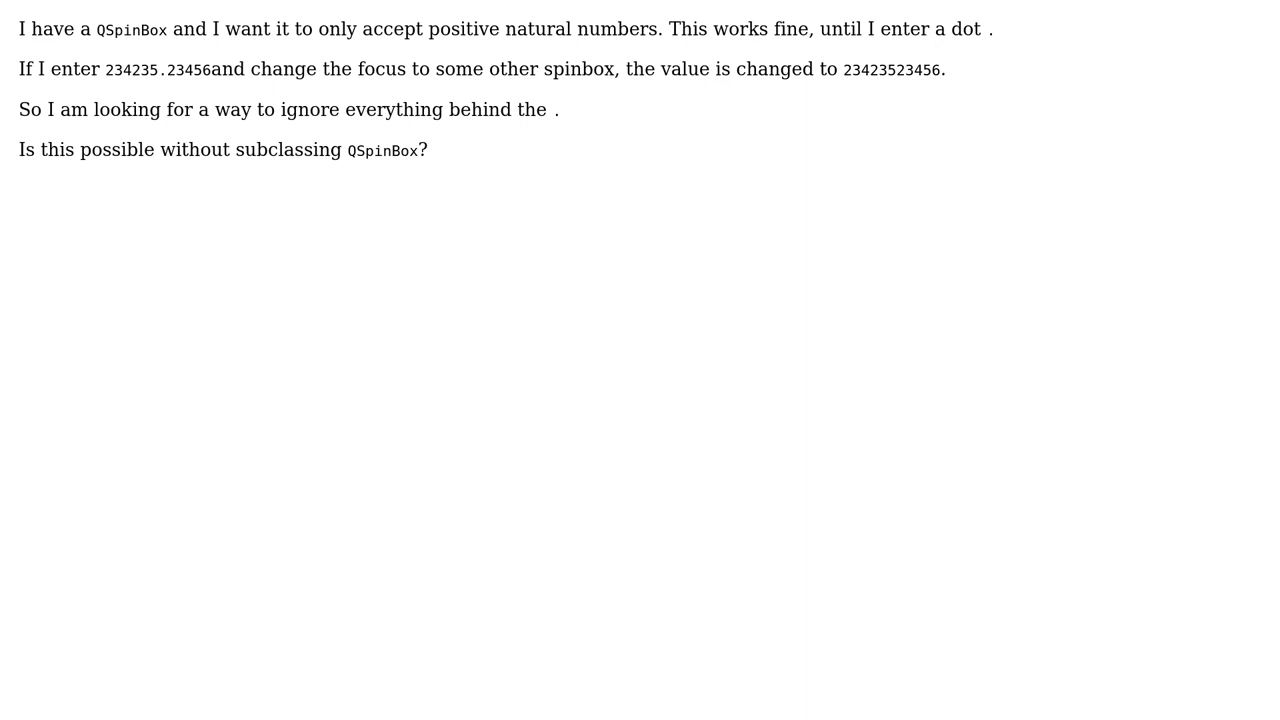 I have a QSpinBox and I want it to only accept positive natural numbers. This works fine, until I enter a dot .
If I enter 234235.23456and change the focus to some other spinbox, the value is changed to 23423523456.
So I am looking for a way to ignore everything behind the .
Is this possible without subclassing QSpinBox?